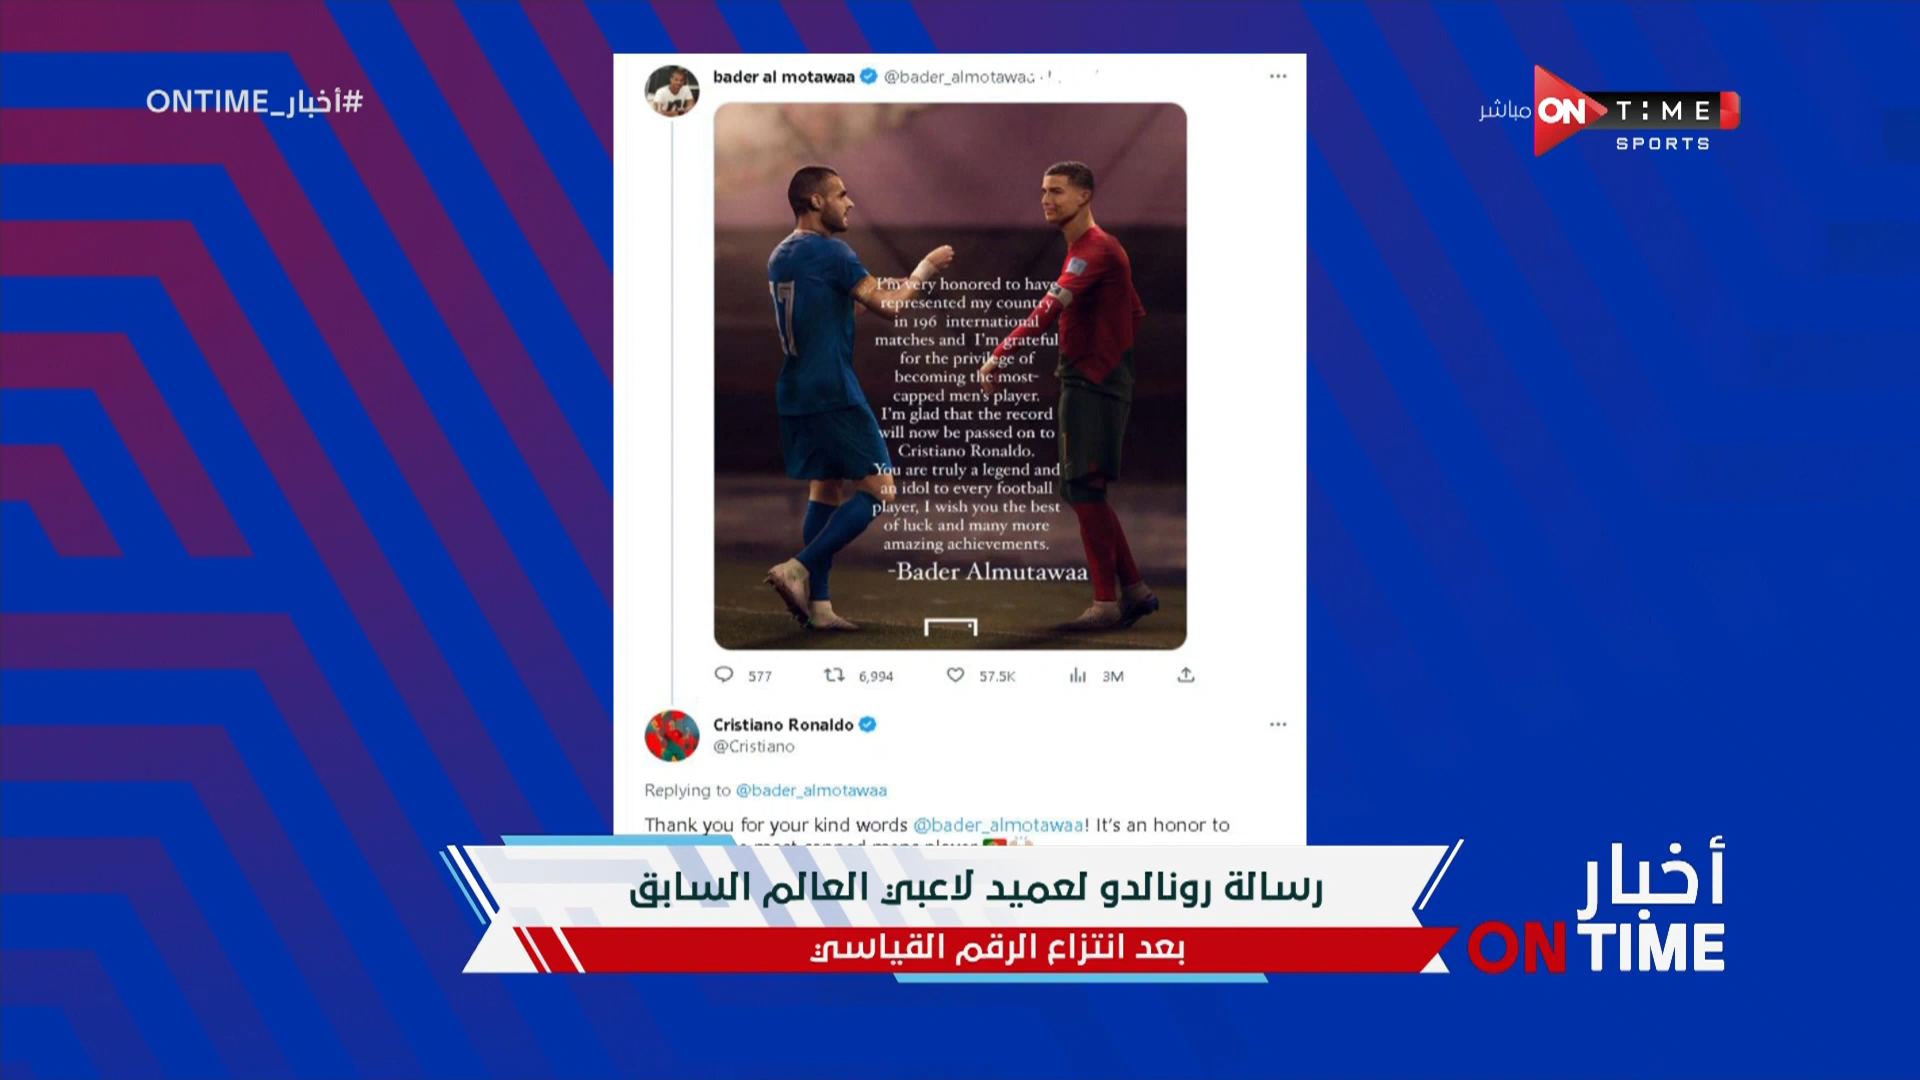 #أخبار_ONTIME
مباشر ON TIME
SPORTS
bader al motawaa @bader_almotawaa ·
17
I'm very honored to have
represented my country
in 196 international
matches and I'm grateful
for the privilege of
becoming the most-
capped men's player.
I'm glad that the record
will now be passed on to
Cristiano Ronaldo.
You are truly a legend and
an idol to every football
player, I wish you the best
of luck and many more
amazing achievements.
-Bader Almutawaa
577 6,994 57.5K 3M
Cristiano Ronaldo
@Cristiano
Replying to @bader_almotawaa
Thank you for your kind words @bader_almotawaa! It's an honor to
most capped mens player
رسالة رونالدو لعميد لاعبي العالم السابق
بعد انتزاع الرقم القياسي
أخبار
ON TIME